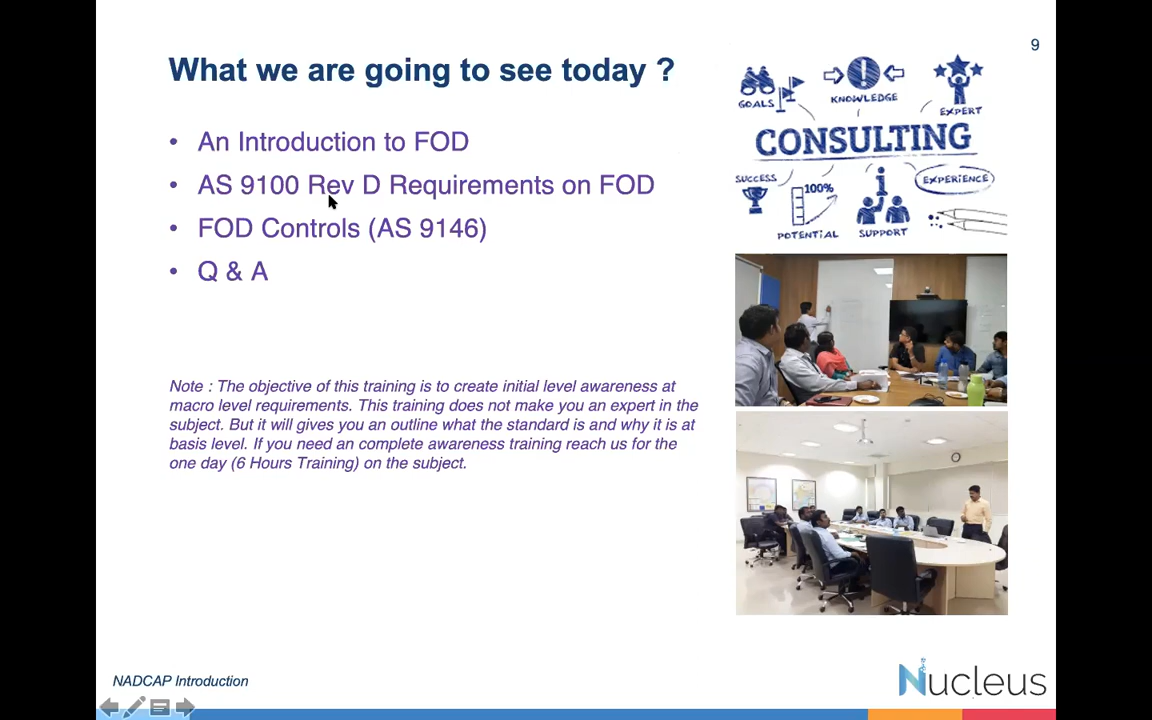 9
What we are going to see today ?
• An Introduction to FOD
• AS 9100 Rev D Requirements on FOD
• FOD Controls (AS 9146)
• Q & A
Note : The objective of this training is to create initial level awareness at
macro level requirements. This training does not make you an expert in the
subject. But it will gives you an outline what the standard is and why it is at
basis level. If you need an complete awareness training reach us for the
one day (6 Hours Training) on the subject.
GOALS
KNOWLEDGE
EXPERT
CONSULTING
SUCCESS
100%
EXPERIENCE
POTENTIAL
SUPPORT
NADCAP Introduction
Nucleus